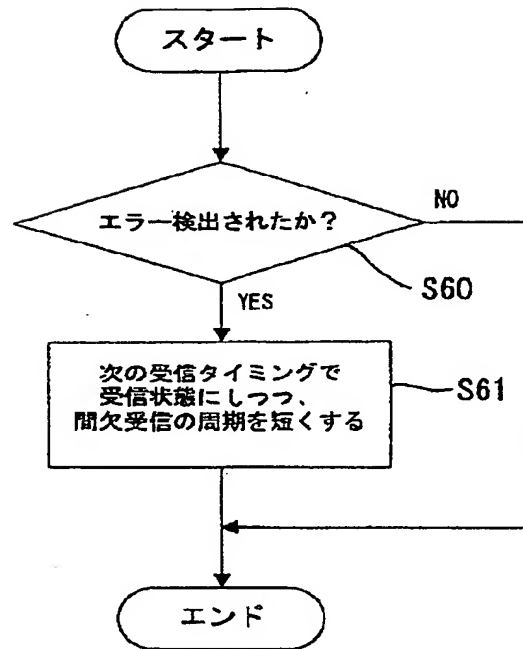 スタート
エラー検出されたか？
NO
S60
YES
次の受信タイミングで
受信状態にしつつ、
間欠受信の周期を短くする
S61
エンド